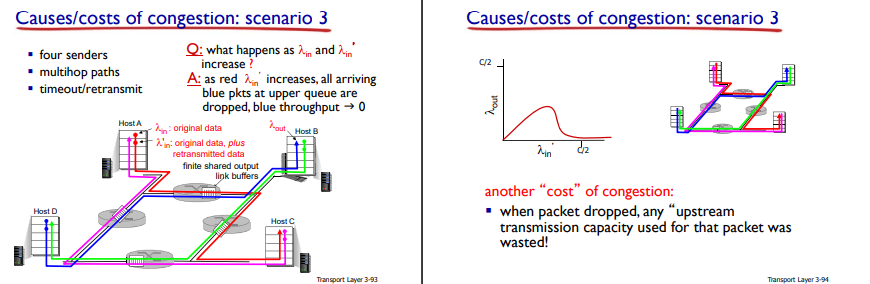 Causes/costs of congestion: scenario 3
▪ four senders
▪ multihop paths
▪ timeout/retransmit
Q: what happens as λin and λin' increase ?
A: as red λin' increases, all arriving
blue pkts at upper queue are
dropped, blue throughput → 0
Host A
λin : original data
λ'in: original data, plus
retransmitted data
λout
Host B
finite shared output
link buffers
Host D
Host C
Transport Layer 3-93
Causes/costs of congestion: scenario 3
C/2
λout
λin'
C/2
another “cost” of congestion:
▪ when packet dropped, any “upstream
transmission capacity used for that packet was
wasted!
Transport Layer 3-94